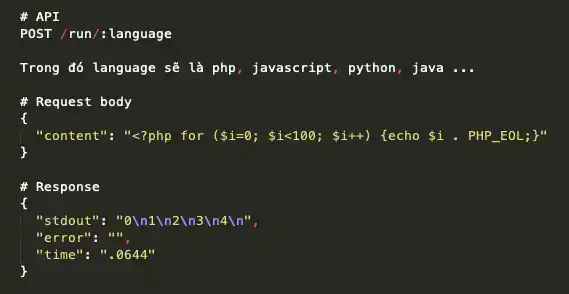 # API
POST /run/:language
Trong đó language sẽ là php, javascript, python, java ...
# Request body
{
"content": "<?php for ($i=0; $i<100; $i++) {echo $i . PHP_EOL;}"
}
# Response
{
"stdout": "0\n1\n2\n3\n4\n",
"error": "",
"time": ".0644"
}